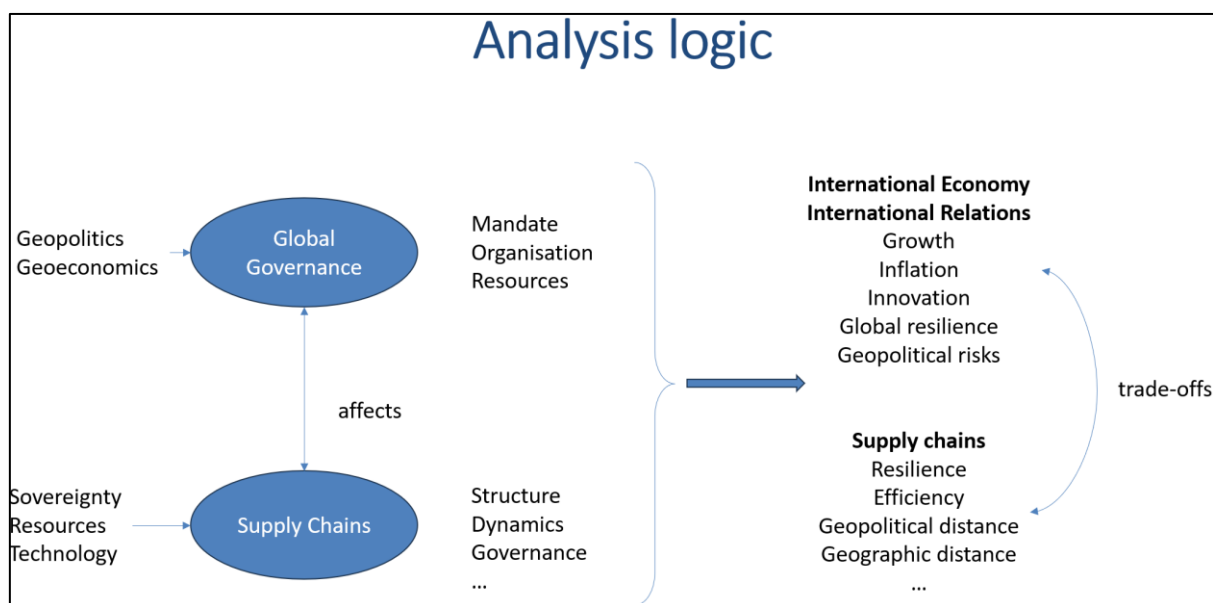 Analysis logic
Geopolitics
Geoeconomics
Global
Governance
Mandate
Organisation
Resources
affects
Sovereignty
Resources
Technology
Supply Chains
Structure
Dynamics
Governance
...
International Economy
International Relations
Growth
Inflation
Innovation
Global resilience
Geopolitical risks
trade-offs
Supply chains
Resilience
Efficiency
Geopolitical distance
Geographic distance
...